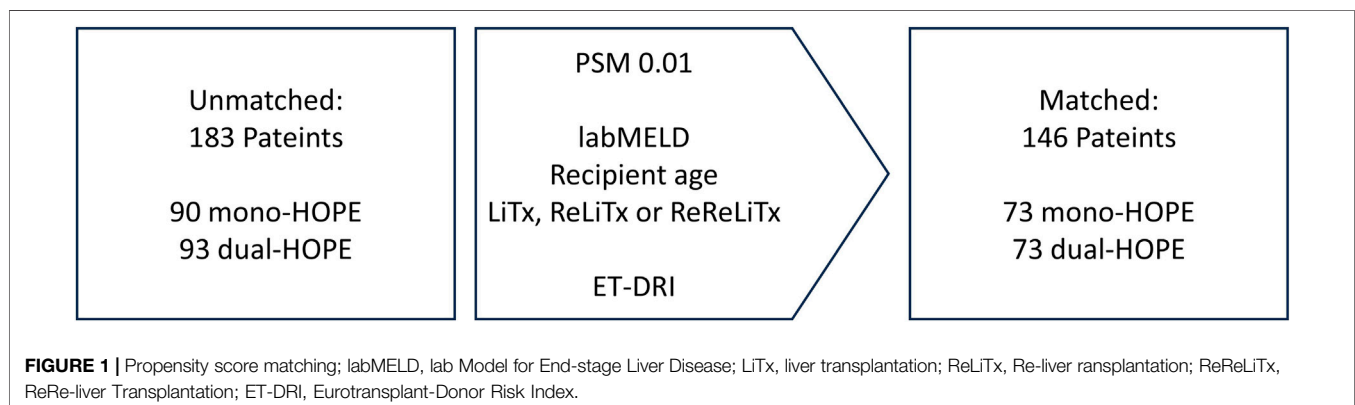 Unmatched:
183 Pateints
90 mono-HOPE
93 dual-HOPE
PSM 0.01
labMELD
Recipient age
LiTx, ReLiTx or ReReLiTx
ET-DRI
Matched:
146 Pateints
73 mono-HOPE
73 dual-HOPE
FIGURE 1 | Propensity score matching; labMELD, lab Model for End-stage Liver Disease; LiTx, liver transplantation; ReLiTx, Re-liver ransplantation; ReReLiTx,
ReRe-liver Transplantation; ET-DRI, Eurotransplant-Donor Risk Index.